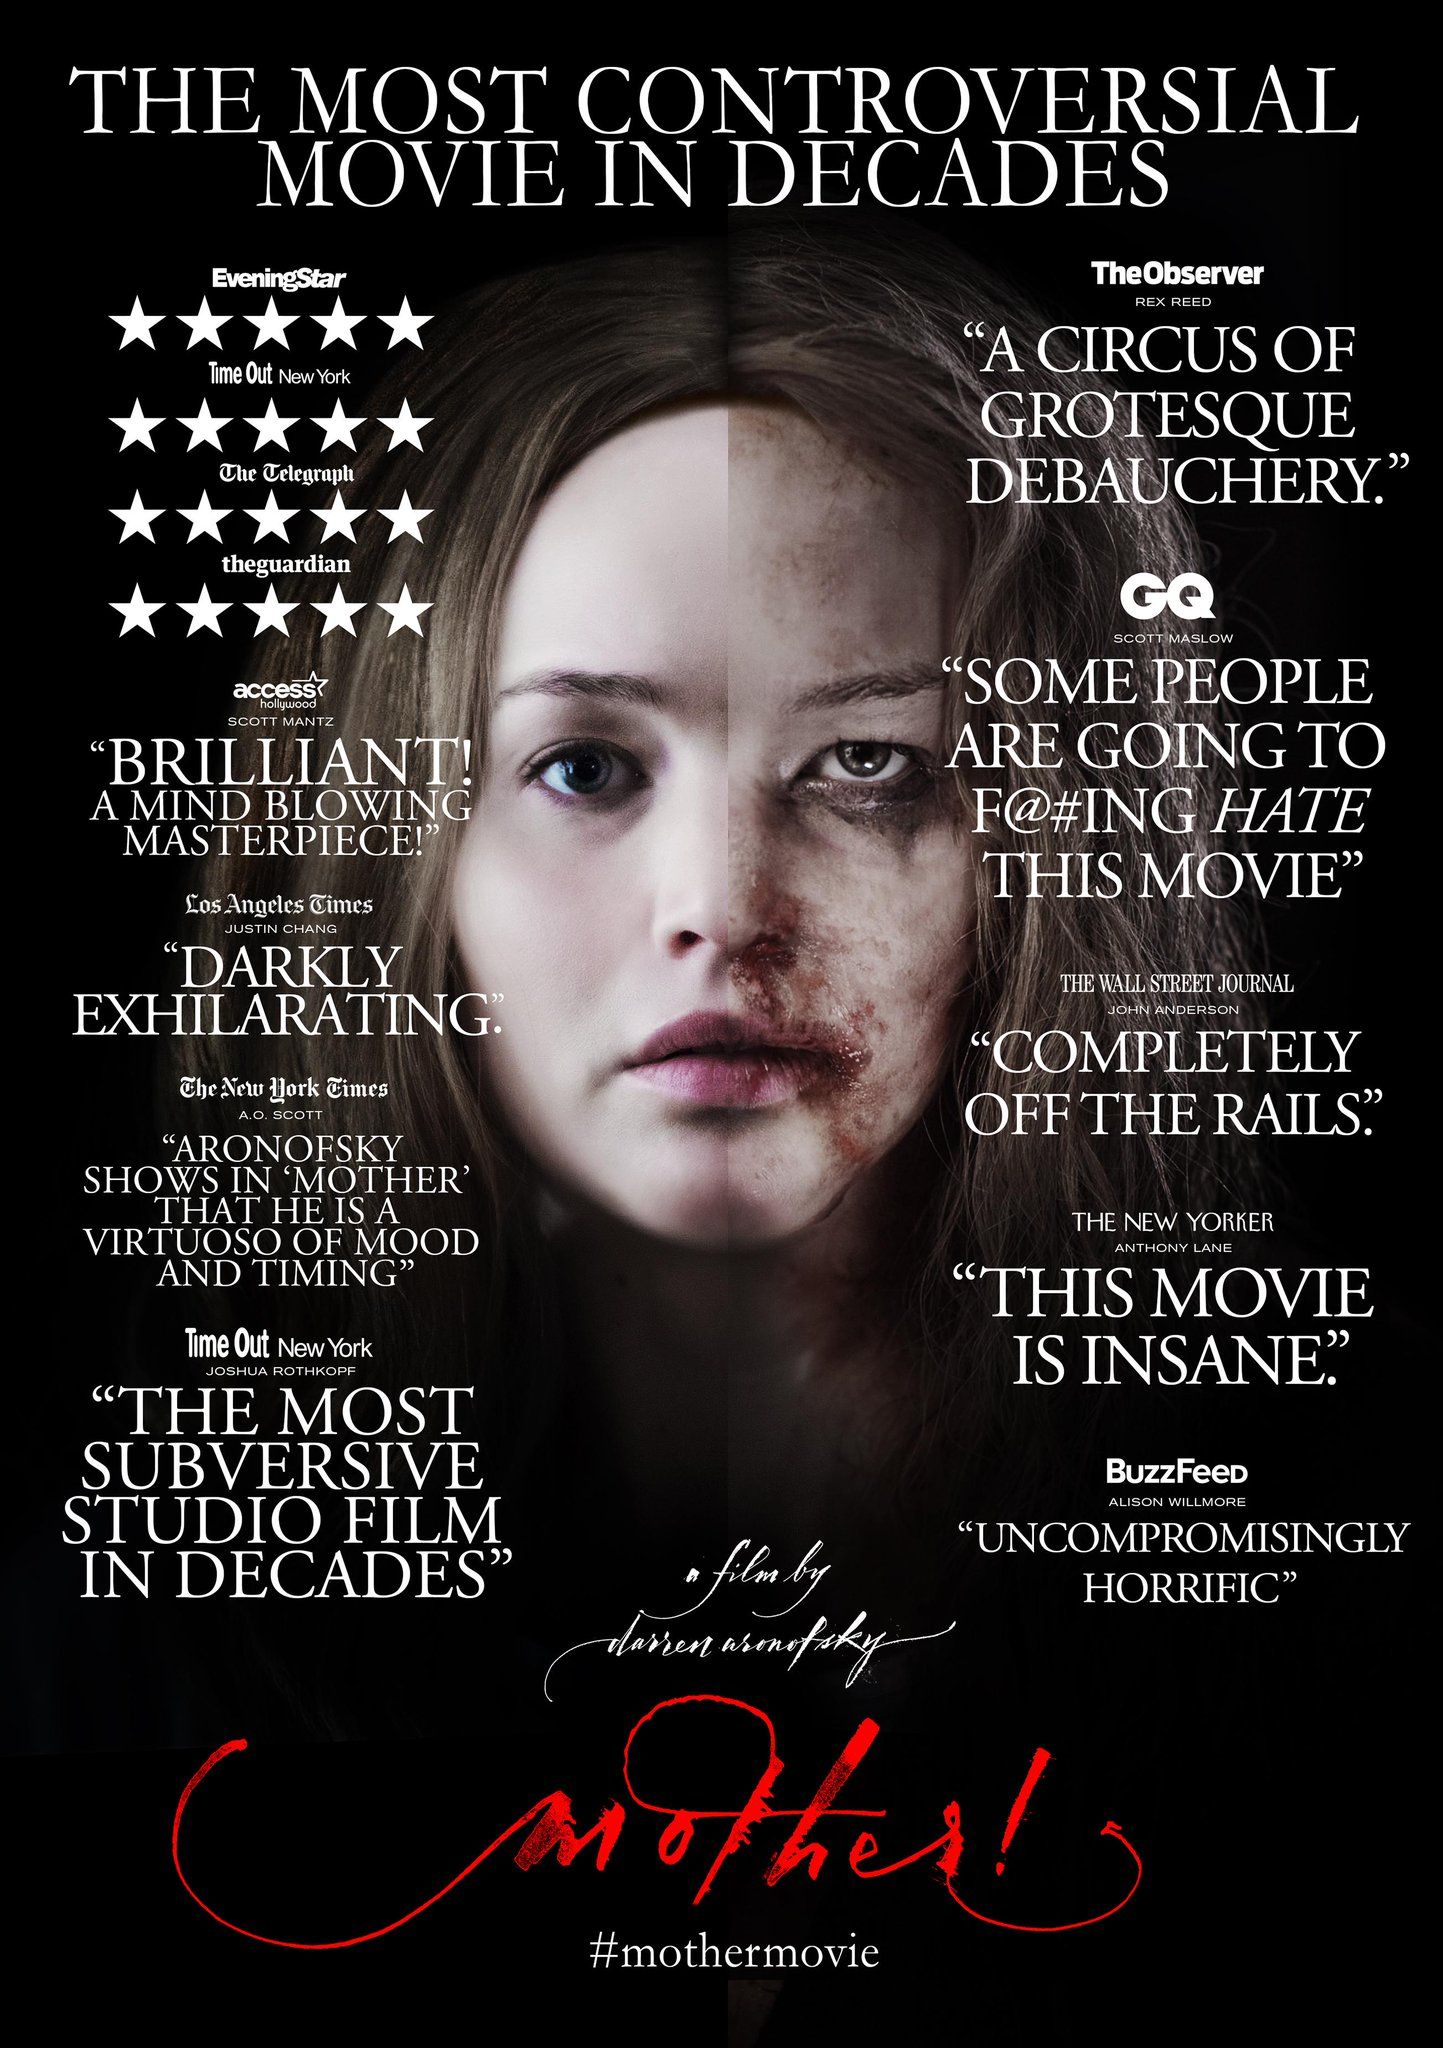 THE MOST CONTROVERSIAL
MOVIE IN DECADES
EveningStar
Time Out New York
The Telegraph
theguardian
access
hollywood
SCOTT MANTZ
“BRILLIANT!
A MIND BLOWING
MASTERPIECE!”
Los Angeles Times
JUSTIN CHANG
“DARKLY
EXHILARATING.”
The New York Times
A.O. SCOTT
“ARONOFSKY
SHOWS IN ‘MOTHER’
THAT HE IS A
VIRTUOSO OF MOOD
AND TIMING”
Time Out New York
JOSHUA ROTHKOPF
“THE MOST
SUBVERSIVE
STUDIO FILM
IN DECADES”
TheObserver
REX REED
“A CIRCUS OF
GROTESQUE
DEBAUCHERY.”
GQ
SCOTT MASLOW
“SOME PEOPLE
ARE GOING TO
F@#ING HATE
THIS MOVIE”
THE WALL STREET JOURNAL
JOHN ANDERSON
“COMPLETELY
OFF THE RAILS.”
THE NEW YORKER
ANTHONY LANE
“THIS MOVIE
IS INSANE.”
BUZZFEED
ALISON WILLMORE
“UNCOMPROMISINGLY
HORRIFIC”
a film by
darren aronofsky
mother!
#mothermovie